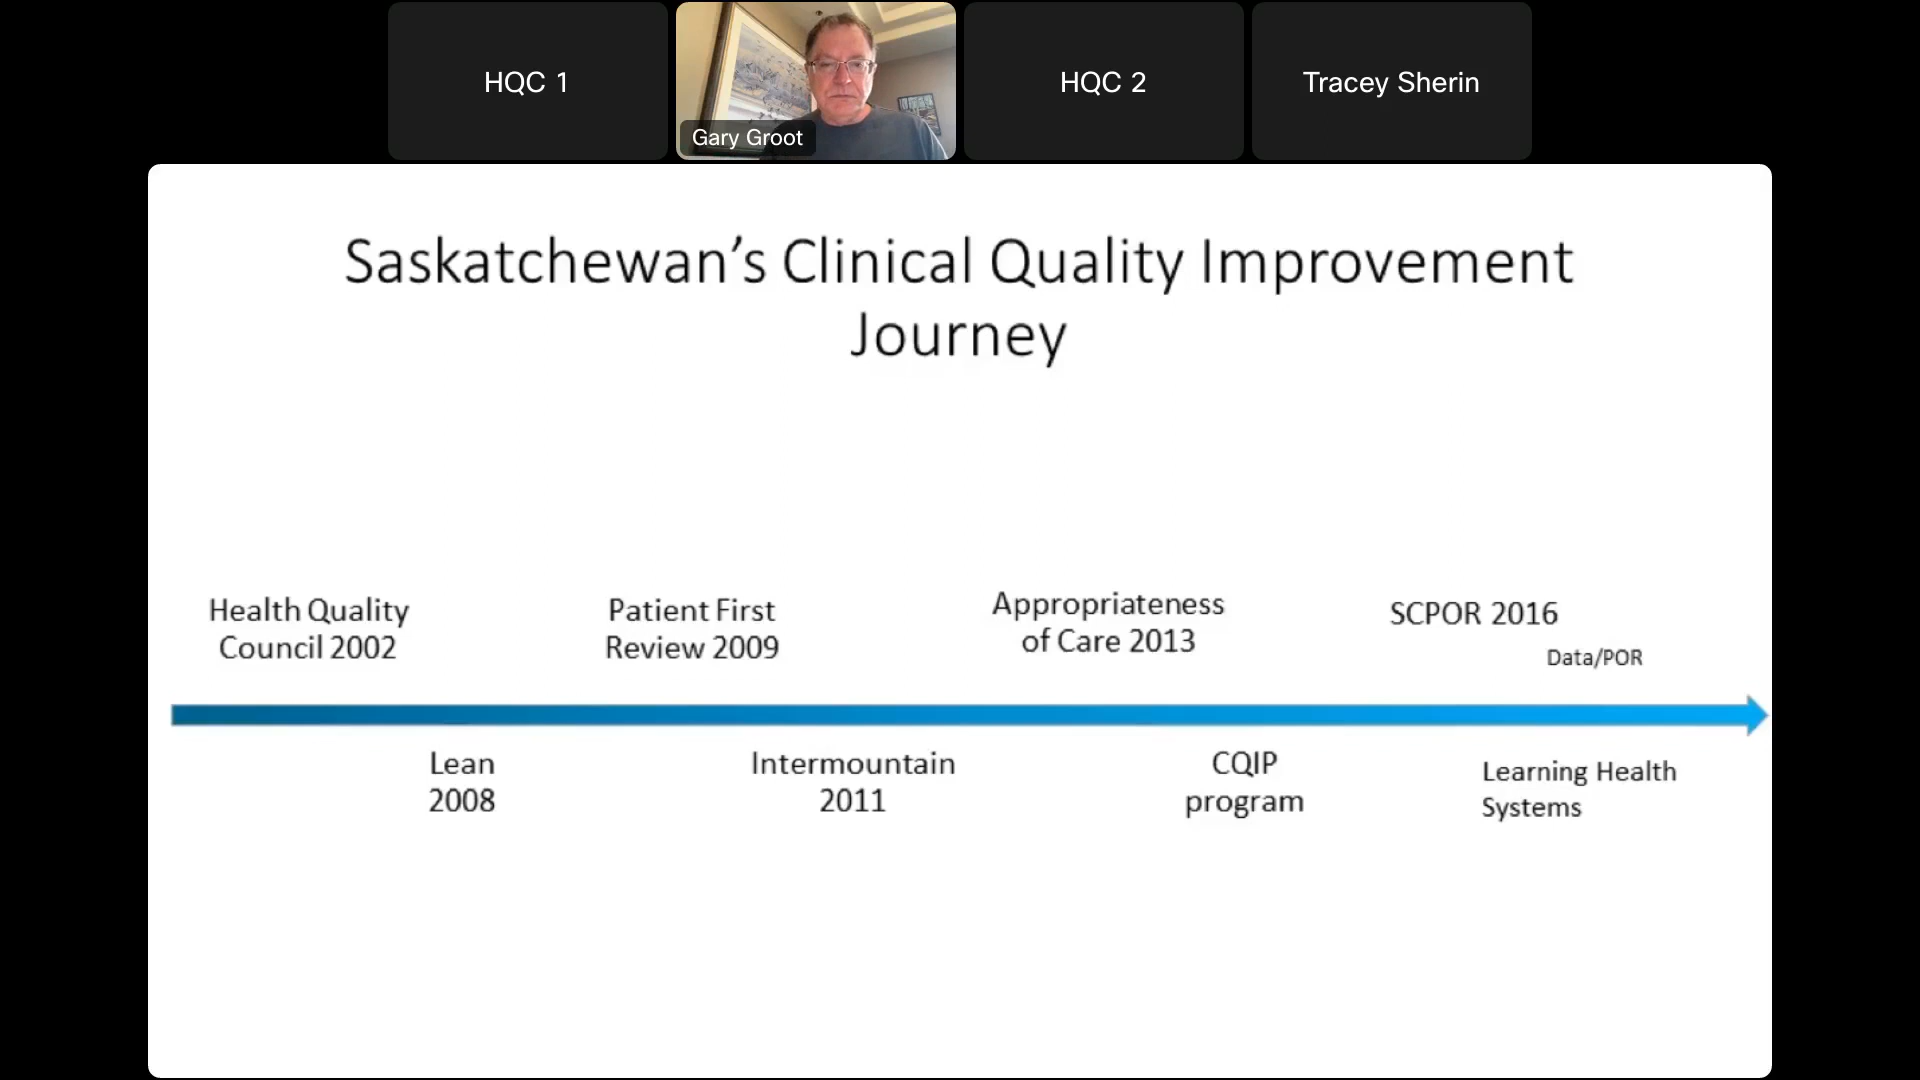 HQC 1
Gary Groot
HQC 2
Tracey Sherin
Saskatchewan's Clinical Quality Improvement
Journey
Health Quality
Council 2002
Patient First
Review 2009
Appropriateness
of Care 2013
SCPOR 2016
Data/POR
Lean
2008
Intermountain
2011
CQIP
program
Learning Health
Systems